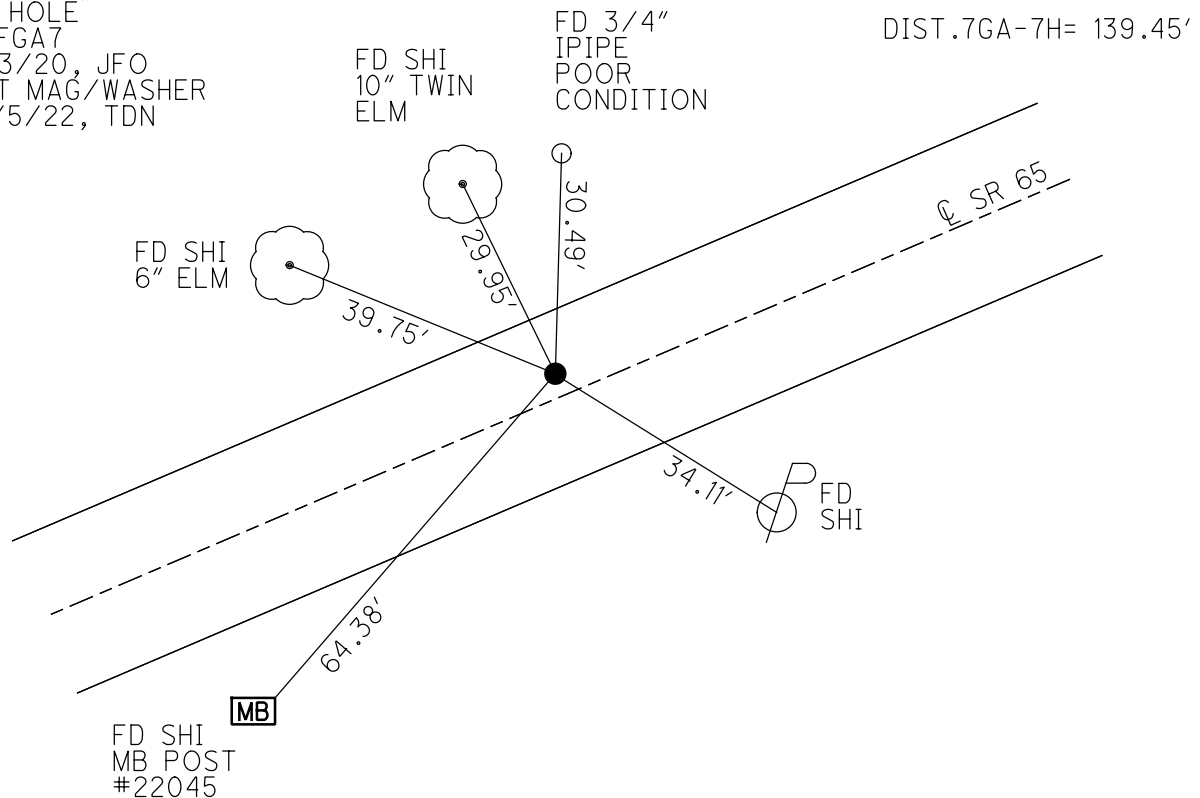 HOLE
FGA7
3/20, JFO
MAG/WASHER
/5/22, TDN
FD SHI
10" TWIN
ELM
FD 3/4"
IPIPE
POOR
CONDITION
DIST.7GA-7H= 139.45'
℄ SR 65
30.49'
29.95'
FD SHI
6" ELM
39.75'
34.11'
FD
SHI
64.38'
MB
FD SHI
MB POST
#22045